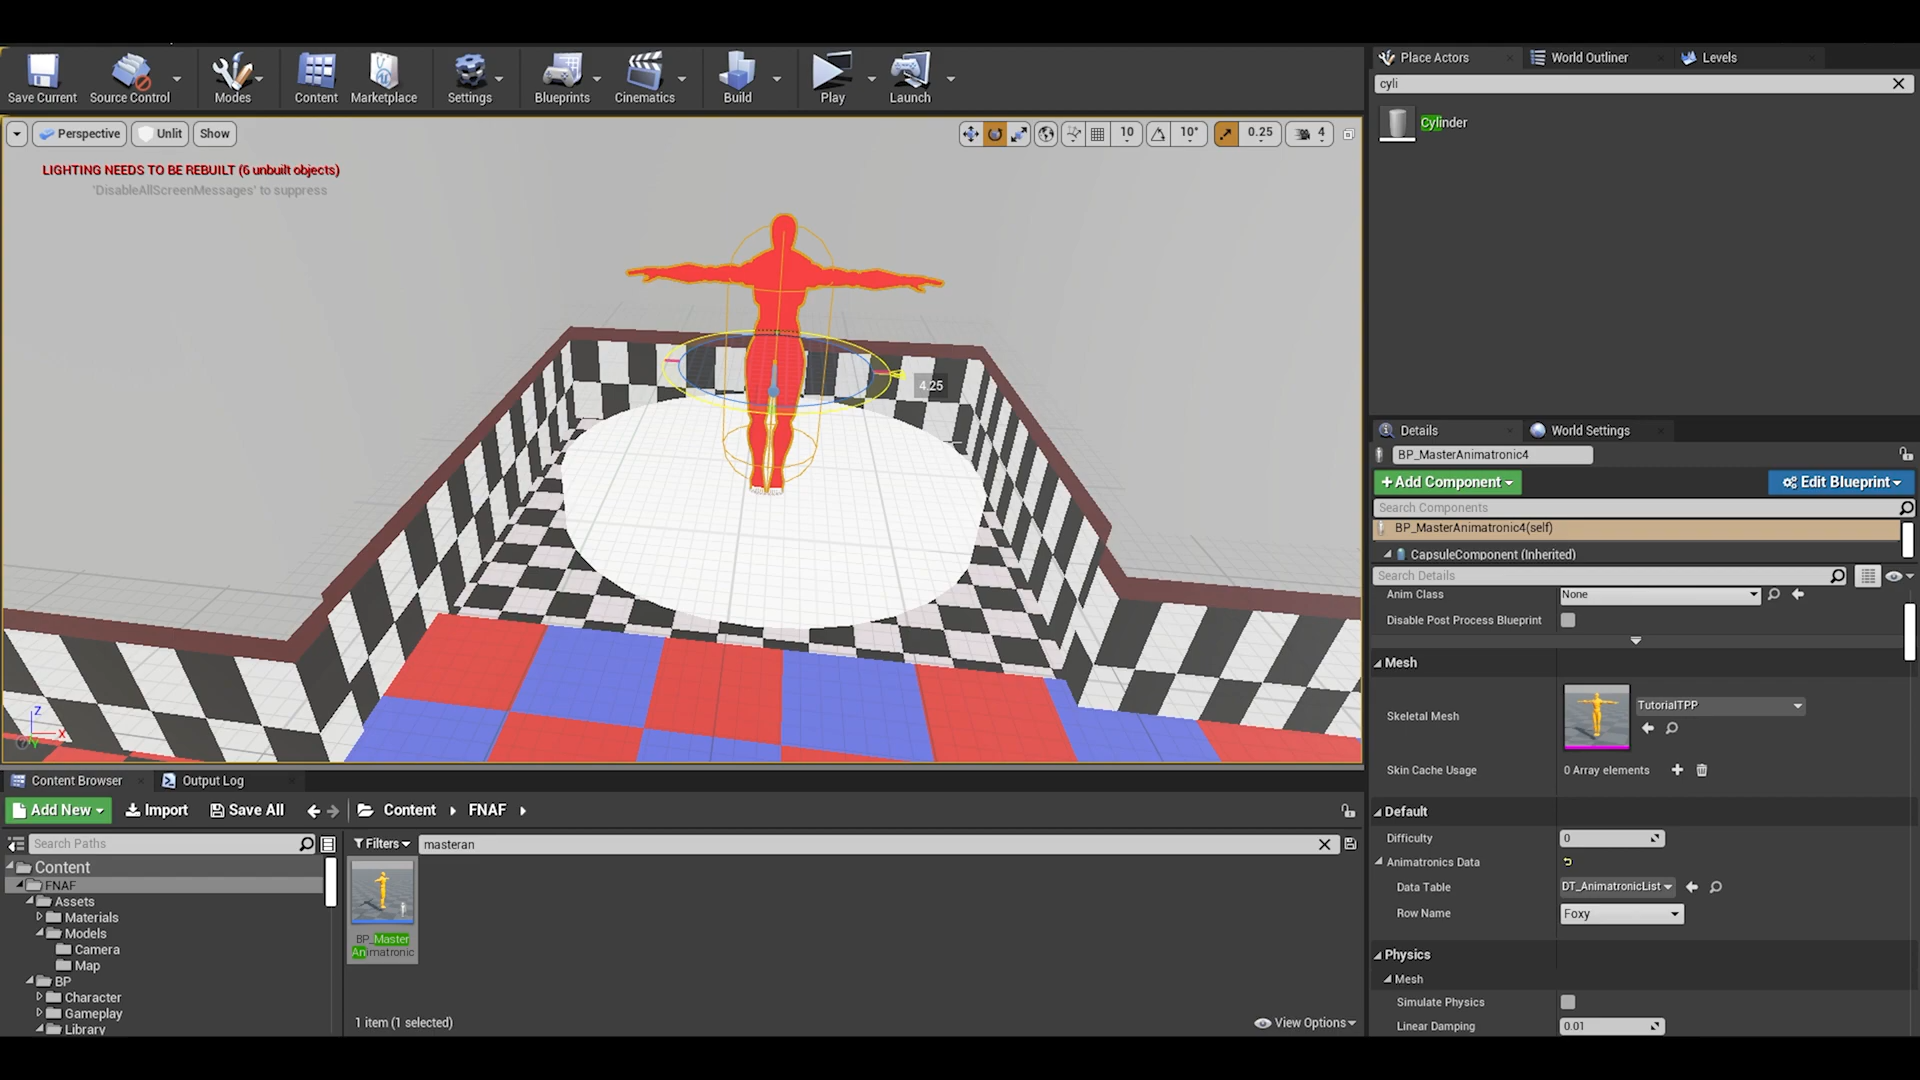 Save Current
Source Control
Modes
Content
Marketplace
Settings
Blueprints
Cinematics
Build
Play
Launch
Perspective
Unlit
Show
10
10°
0.25
4
LIGHTING NEEDS TO BE REBUILT (6 unbuilt objects)
'DisableAllScreenMessages' to suppress
4.25
Z
X
Y
Place Actors
World Outliner
Levels
cyli
Cylinder
Details
World Settings
BP_MasterAnimatronic4
+Add Component
Edit Blueprint
Search Components
BP_MasterAnimatronic4(self)
CapsuleComponent (Inherited)
Search Details
Anim Class
None
Disable Post Process Blueprint
Mesh
Skeletal Mesh
TutorialTPP
Skin Cache Usage
0 Array elements
Default
Difficulty
0
Animatronics Data
Data Table
DT_AnimatronicList
Row Name
Foxy
Physics
Mesh
Simulate Physics
Linear Damping
0.01
Content Browser
Output Log
Add New
Import
Save All
Content
FNAF
Search Paths
Filters
masteran
Content
FNAF
Assets
Materials
Models
Camera
Map
BP
Character
Gameplay
Library
BP_Master
Animatronic
1 item (1 selected)
View Options